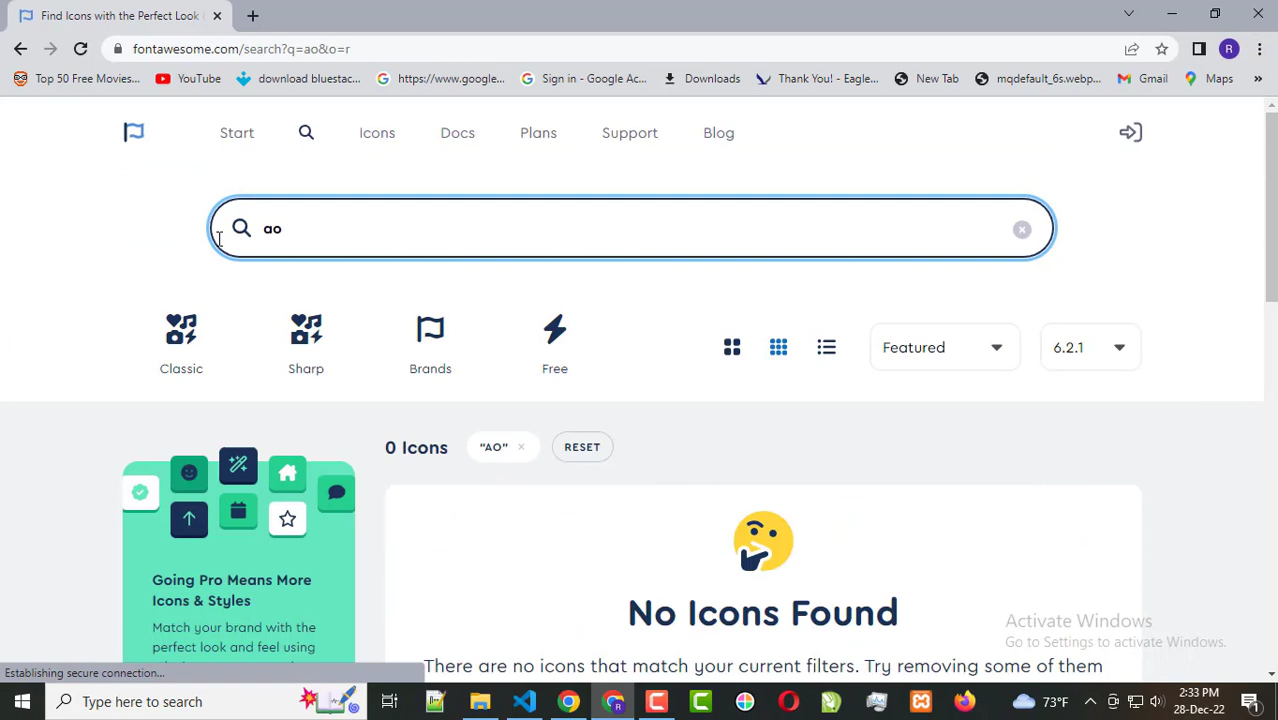 Find Icons with the Perfect Look
fontawesome.com/search?q=ao&o=r
R
Top 50 Free Movies...
YouTube
download bluestac...
https://www.google...
Sign in - Google Ac...
Downloads
Thank You! - Eagle...
New Tab
mqdefault_6s.webp...
Gmail
Maps
»
Start
Icons
Docs
Plans
Support
Blog
ao
Classic
Sharp
Brands
Free
Featured
6.2.1
0 Icons
"AO" ×
RESET
Going Pro Means More
Icons & Styles
Match your brand with the
perfect look and feel using
No Icons Found
There are no icons that match your current filters. Try removing some of them
Activate Windows
Go to Settings to activate Windows.
Establishing secure connection...
Type here to search
73°F
2:33 PM
28-Dec-22
1